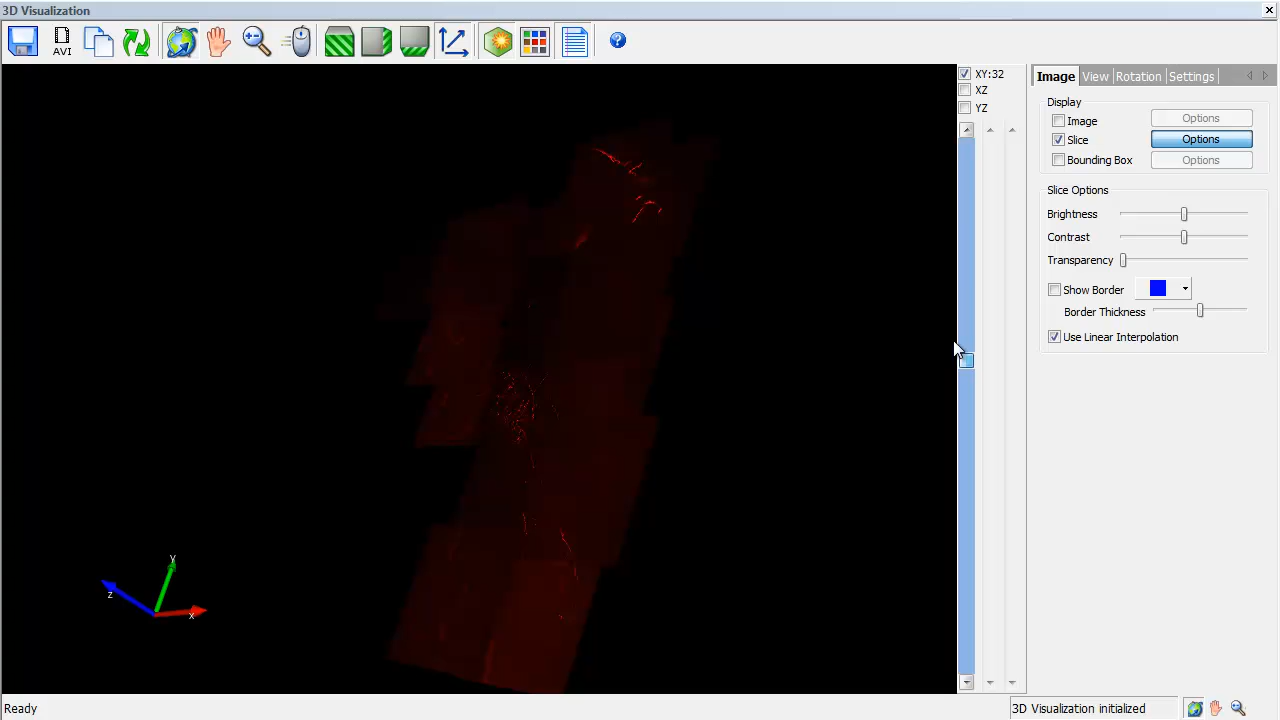 3D Visualization
AVI
XY:32
XZ
YZ
Image View Rotation Settings
Display
Image Options
Slice Options
Bounding Box Options
Slice Options
Brightness
Contrast
Transparency
Show Border
Border Thickness
Use Linear Interpolation
y
z
x
Ready
3D Visualization initialized